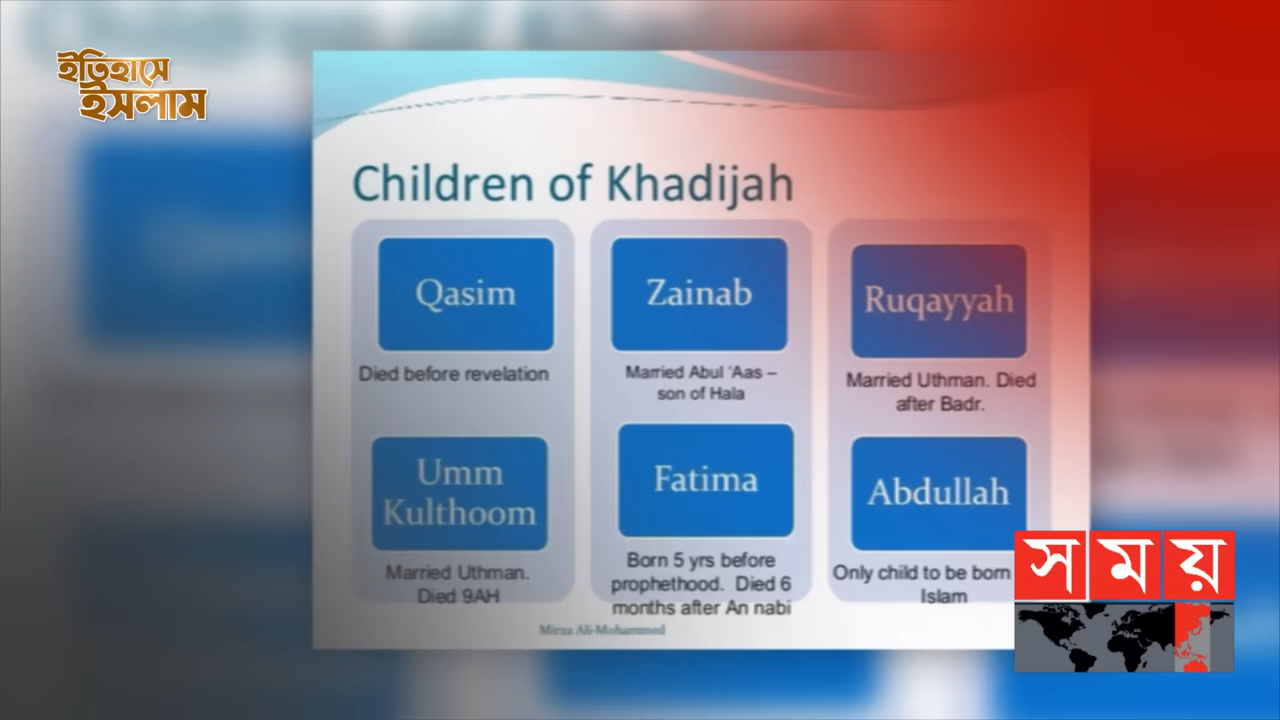 ইতিহাসে
ইসলাম
Children of Khadijah
Qasim
Died before revelation
Zainab
Married Abul ‘Aas –
son of Hala
Ruqayyah
Married Uthman. Died
after Badr.
Umm
Kulthoom
Married Uthman.
Died 9AH
Fatima
Born 5 yrs before
prophethood. Died 6
months after An nabi
Abdullah
Only child to be born
Islam
Mirza Ali-Mohammed
সময়